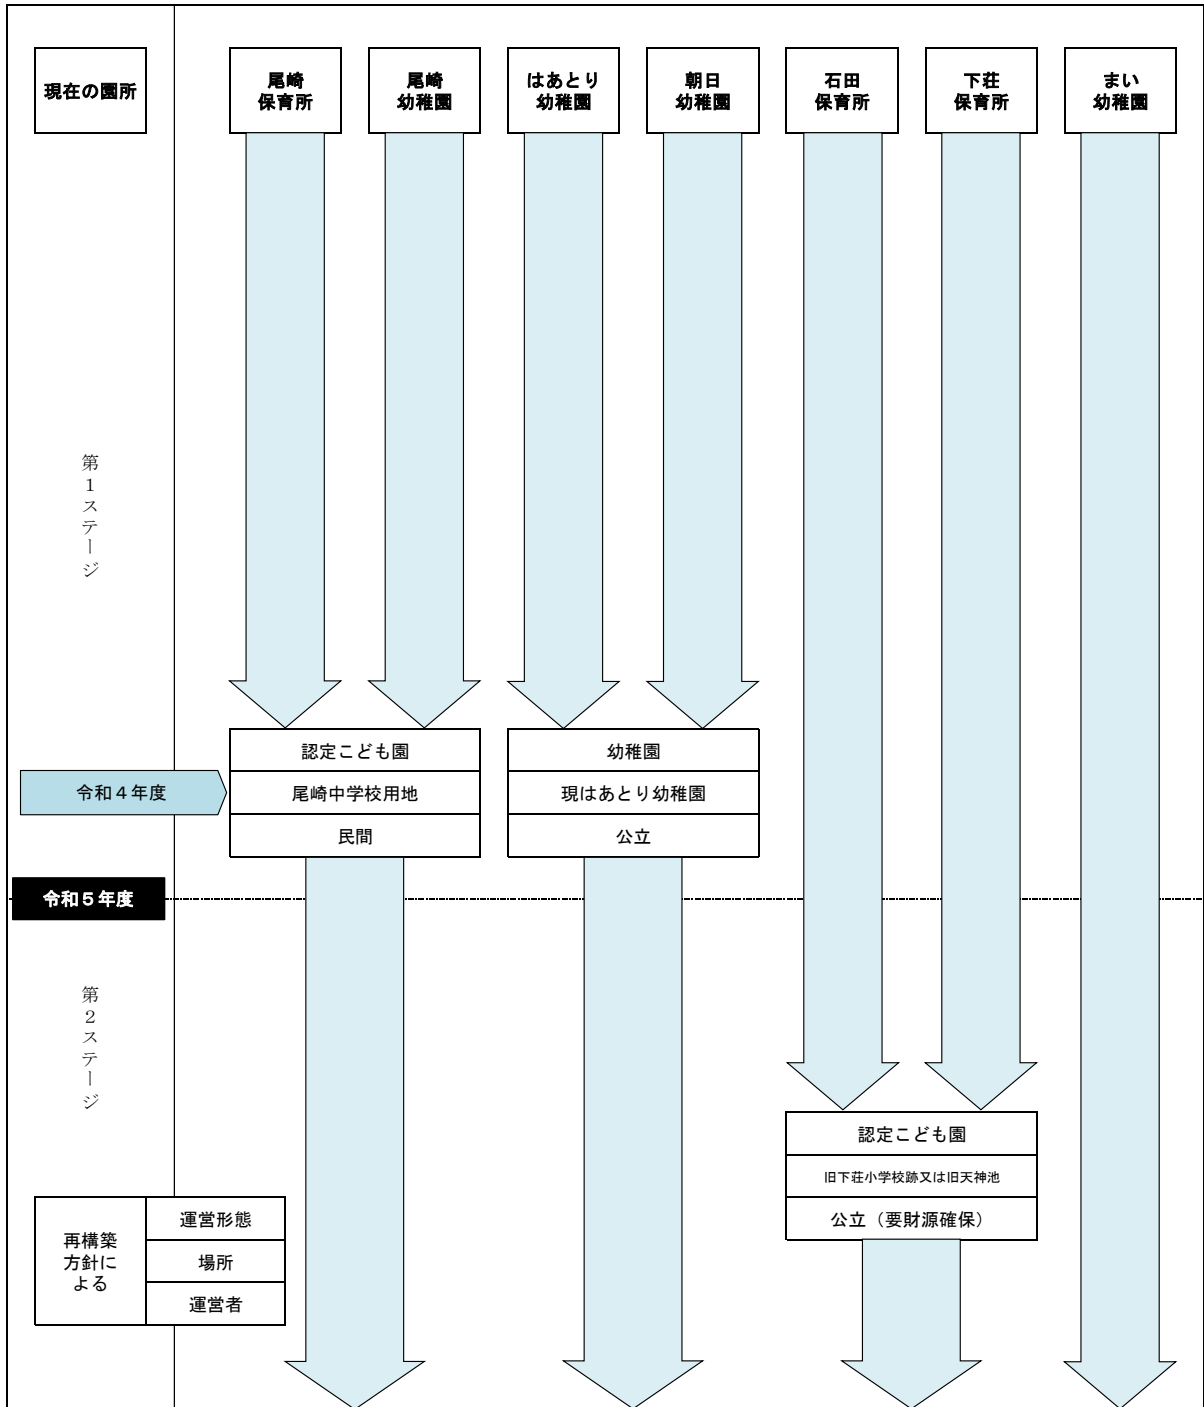 現在の園所
尾崎
保育所
尾崎
幼稚園
はあとり
幼稚園
朝日
幼稚園
石田
保育所
下荘
保育所
まい
幼稚園
第1ステージ
認定こども園
尾崎中学校用地
民間
幼稚園
現はあとり幼稚園
公立
令和４年度
令和５年度
第2ステージ
認定こども園
旧下荘小学校跡又は旧天神池
公立（要財源確保）
再構築
方針に
よる
運営形態
場所
運営者